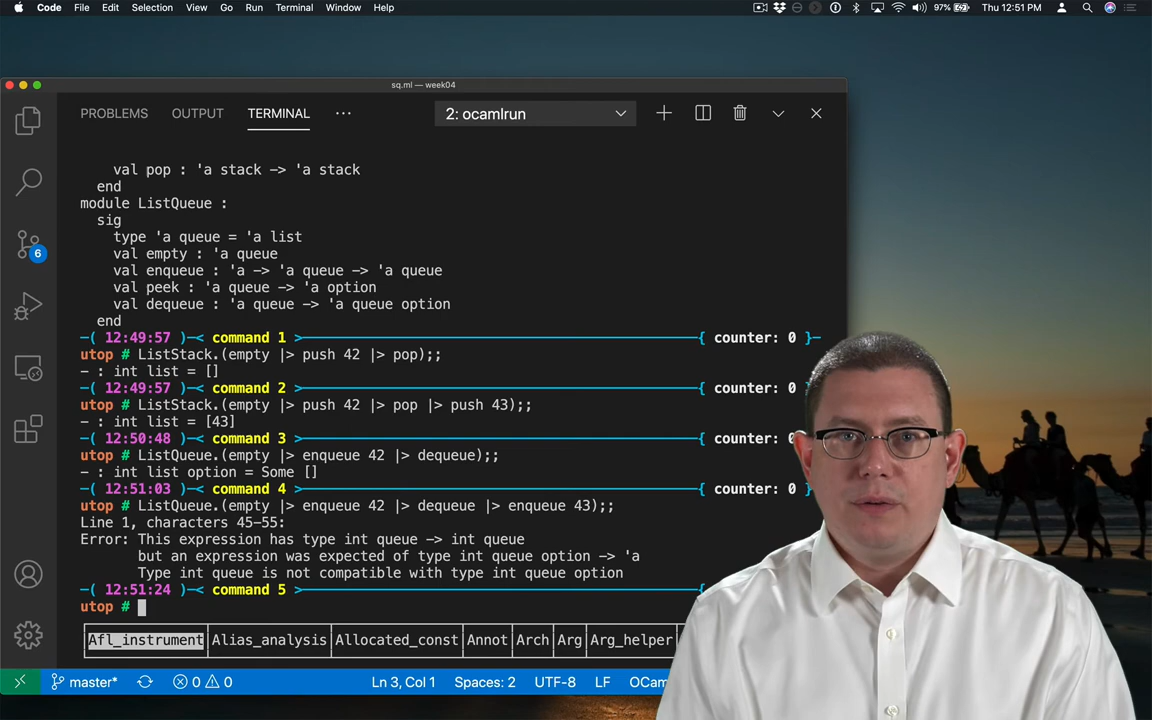 Code File Edit Selection View Go Run Terminal Window Help 97% Thu 12:51 PM
sq.ml — week04
PROBLEMS OUTPUT TERMINAL ... 2: ocamlrun
val pop : 'a stack -> 'a stack
end
module ListQueue :
sig
type 'a queue = 'a list
val empty : 'a queue
val enqueue : 'a -> 'a queue -> 'a queue
val peek : 'a queue -> 'a option
val dequeue : 'a queue -> 'a queue option
end
-( 12:49:57 )-< command 1 >-{ counter: 0 }-
utop # ListStack.(empty |> push 42 |> pop);;
- : int list = []
-( 12:49:57 )-< command 2 >-{ counter: 0
utop # ListStack.(empty |> push 42 |> pop |> push 43);;
- : int list = [43]
-( 12:50:48 )-< command 3 >-{ counter: 0
utop # ListQueue.(empty |> enqueue 42 |> dequeue);;
- : int list option = Some []
-( 12:51:03 )-< command 4 >-{ counter: 0
utop # ListQueue.(empty |> enqueue 42 |> dequeue |> enqueue 43);;
Line 1, characters 45-55:
Error: This expression has type int queue -> int queue
but an expression was expected of type int queue option -> 'a
Type int queue is not compatible with type int queue option
-( 12:51:24 )-< command 5 >-{
utop #
Afl_instrument Alias_analysis Allocated_const Annot Arch Arg Arg_helper
6
master* 0 0 Ln 3, Col 1 Spaces: 2 UTF-8 LF OCam